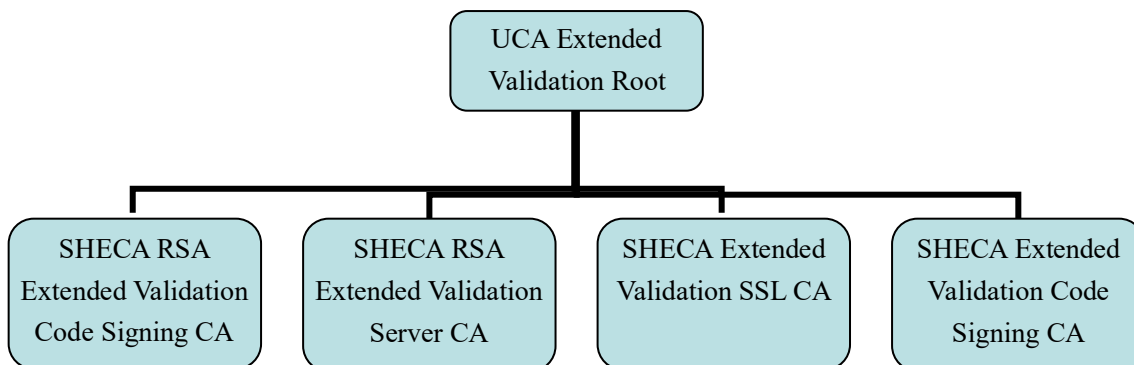 UCA Extended
Validation Root
SHECA RSA
Extended Validation
Code Signing CA
SHECA RSA
Extended Validation
Server CA
SHECA Extended
Validation SSL CA
SHECA Extended
Validation Code
Signing CA